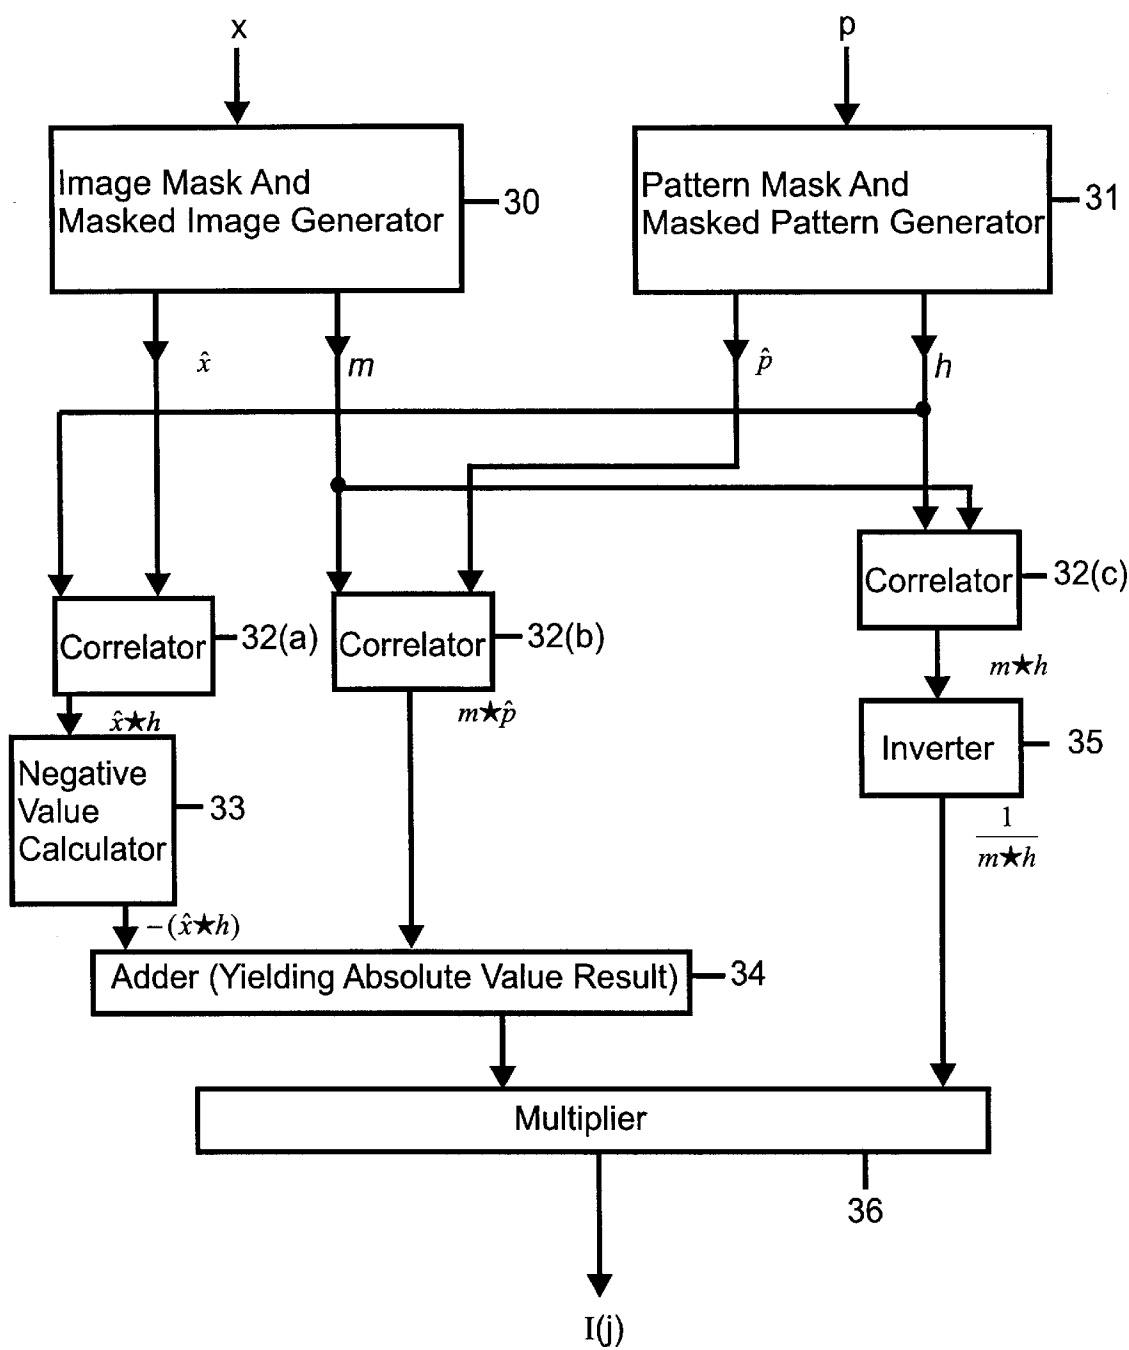 x
p
Image Mask And
Masked Image Generator
30
Pattern Mask And
Masked Pattern Generator
31
x̂
m
p̂
h
Correlator
32(a)
Correlator
32(b)
Correlator
32(c)
x̂★h
m★p̂
m★h
Negative
Value
Calculator
33
Inverter
35
1
m★h
−(x̂★h)
Adder (Yielding Absolute Value Result)
34
Multiplier
36
I(j)